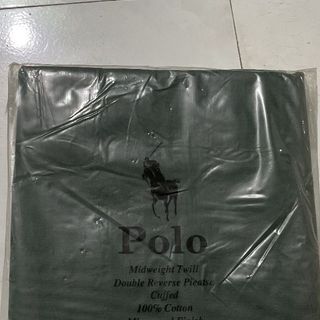 Polo
Midweight Twill
Double Reverse Pleats
Cuffed
100% Cotton